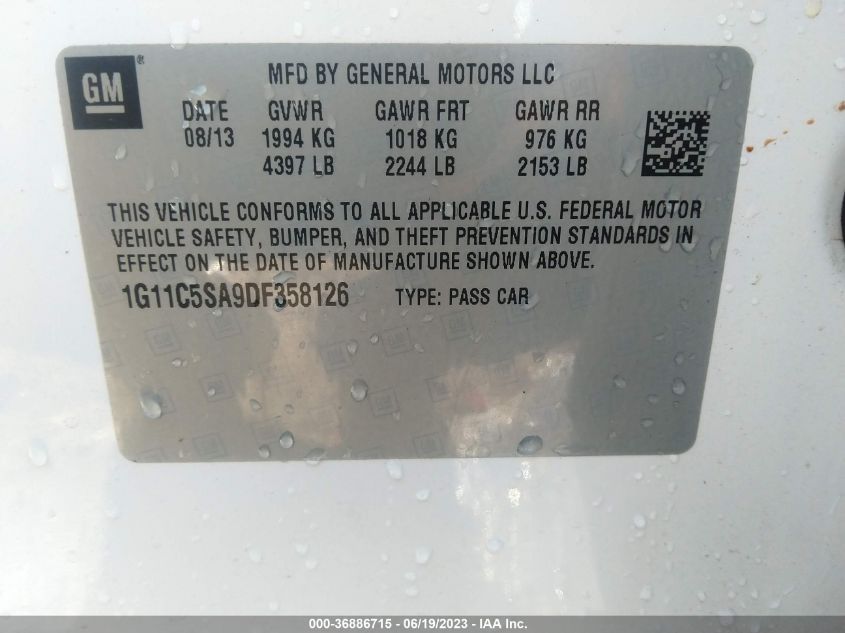 GM ®
MFD BY GENERAL MOTORS LLC
DATE GVWR GAWR FRT GAWR RR
08/13 1994 KG 1018 KG 976 KG
4397 LB 2244 LB 2153 LB
THIS VEHICLE CONFORMS TO ALL APPLICABLE U.S. FEDERAL MOTOR
VEHICLE SAFETY, BUMPER, AND THEFT PREVENTION STANDARDS IN
EFFECT ON THE DATE OF MANUFACTURE SHOWN ABOVE.
1G11C5SA9DF358126 TYPE: PASS CAR
000-36886715 - 06/19/2023 - IAA Inc.